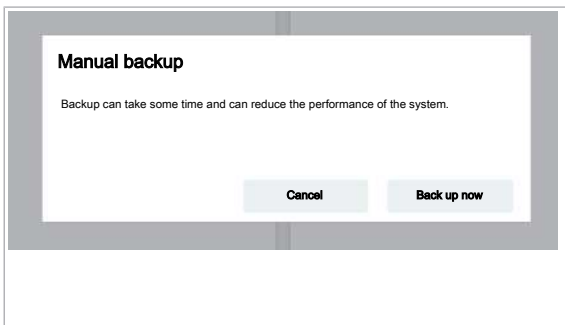 Manual backup
Backup can take some time and can reduce the performance of the system.
Cancel
Back up now